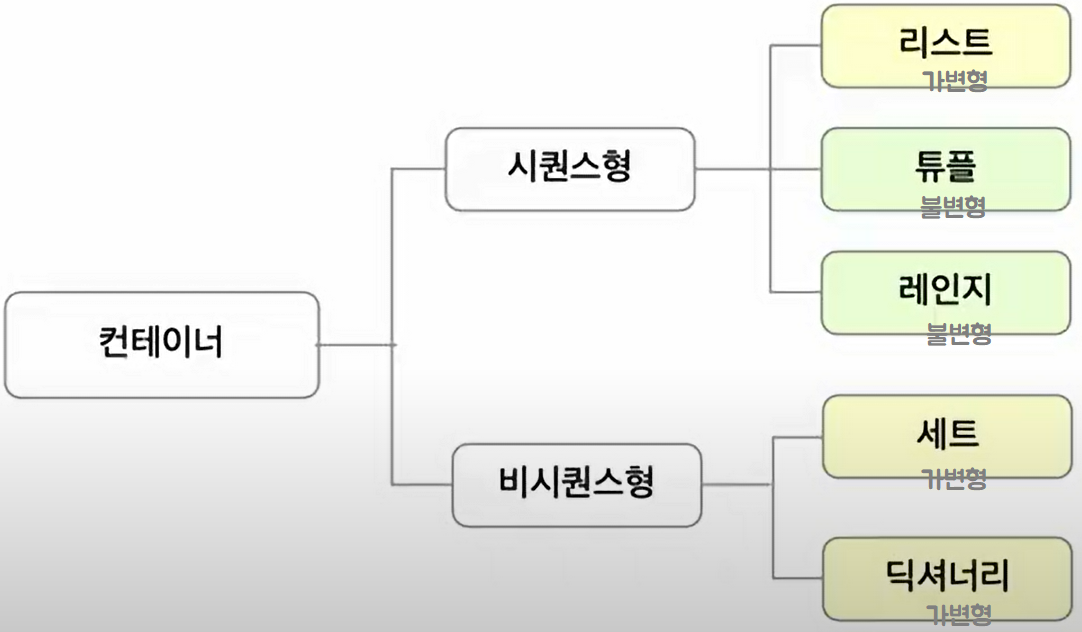 리스트
가변형
시퀀스형
튜플
불변형
레인지
불변형
컨테이너
세트
가변형
비시퀀스형
딕셔너리
가변형